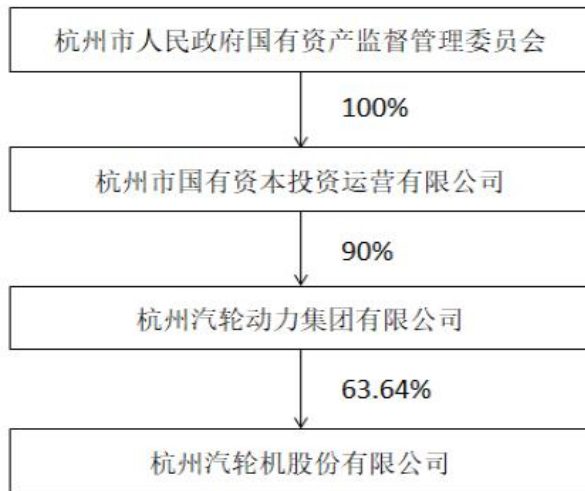 杭州市人民政府国有资产监督管理委员会
100%
杭州市国有资本投资运营有限公司
90%
杭州汽轮动力集团有限公司
63.64%
杭州汽轮机股份有限公司